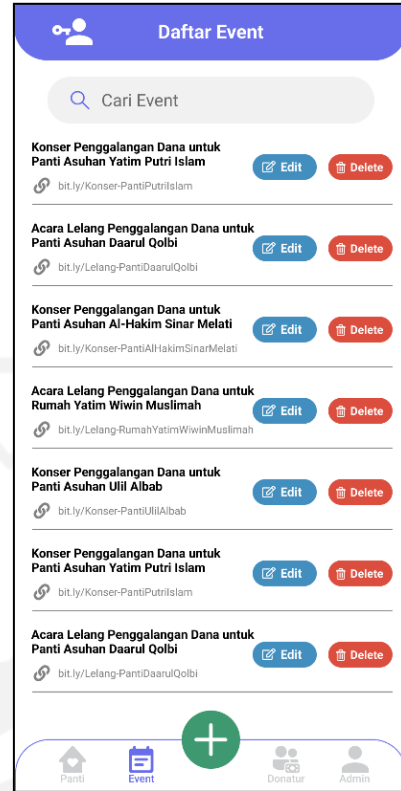 Daftar Event
Cari Event
Konser Penggalangan Dana untuk
Panti Asuhan Yatim Putri Islam
bit.ly/Konser-PantiPutriIslam
Edit
Delete
Acara Lelang Penggalangan Dana untuk
Panti Asuhan Daarul Qolbi
bit.ly/Lelang-PantiDaarulQolbi
Edit
Delete
Konser Penggalangan Dana untuk
Panti Asuhan Al-Hakim Sinar Melati
bit.ly/Konser-PantiAlHakimSinarMelati
Edit
Delete
Acara Lelang Penggalangan Dana untuk
Rumah Yatim Wiwin Muslimah
bit.ly/Lelang-RumahYatimWiwinMuslimah
Edit
Delete
Konser Penggalangan Dana untuk
Panti Asuhan Ulil Albab
bit.ly/Konser-PantiUlilAlbab
Edit
Delete
Konser Penggalangan Dana untuk
Panti Asuhan Yatim Putri Islam
bit.ly/Konser-PantiPutriIslam
Edit
Delete
Acara Lelang Penggalangan Dana untuk
Panti Asuhan Daarul Qolbi
bit.ly/Lelang-PantiDaarulQolbi
Edit
Delete
Panti
Event
Donatur
Admin